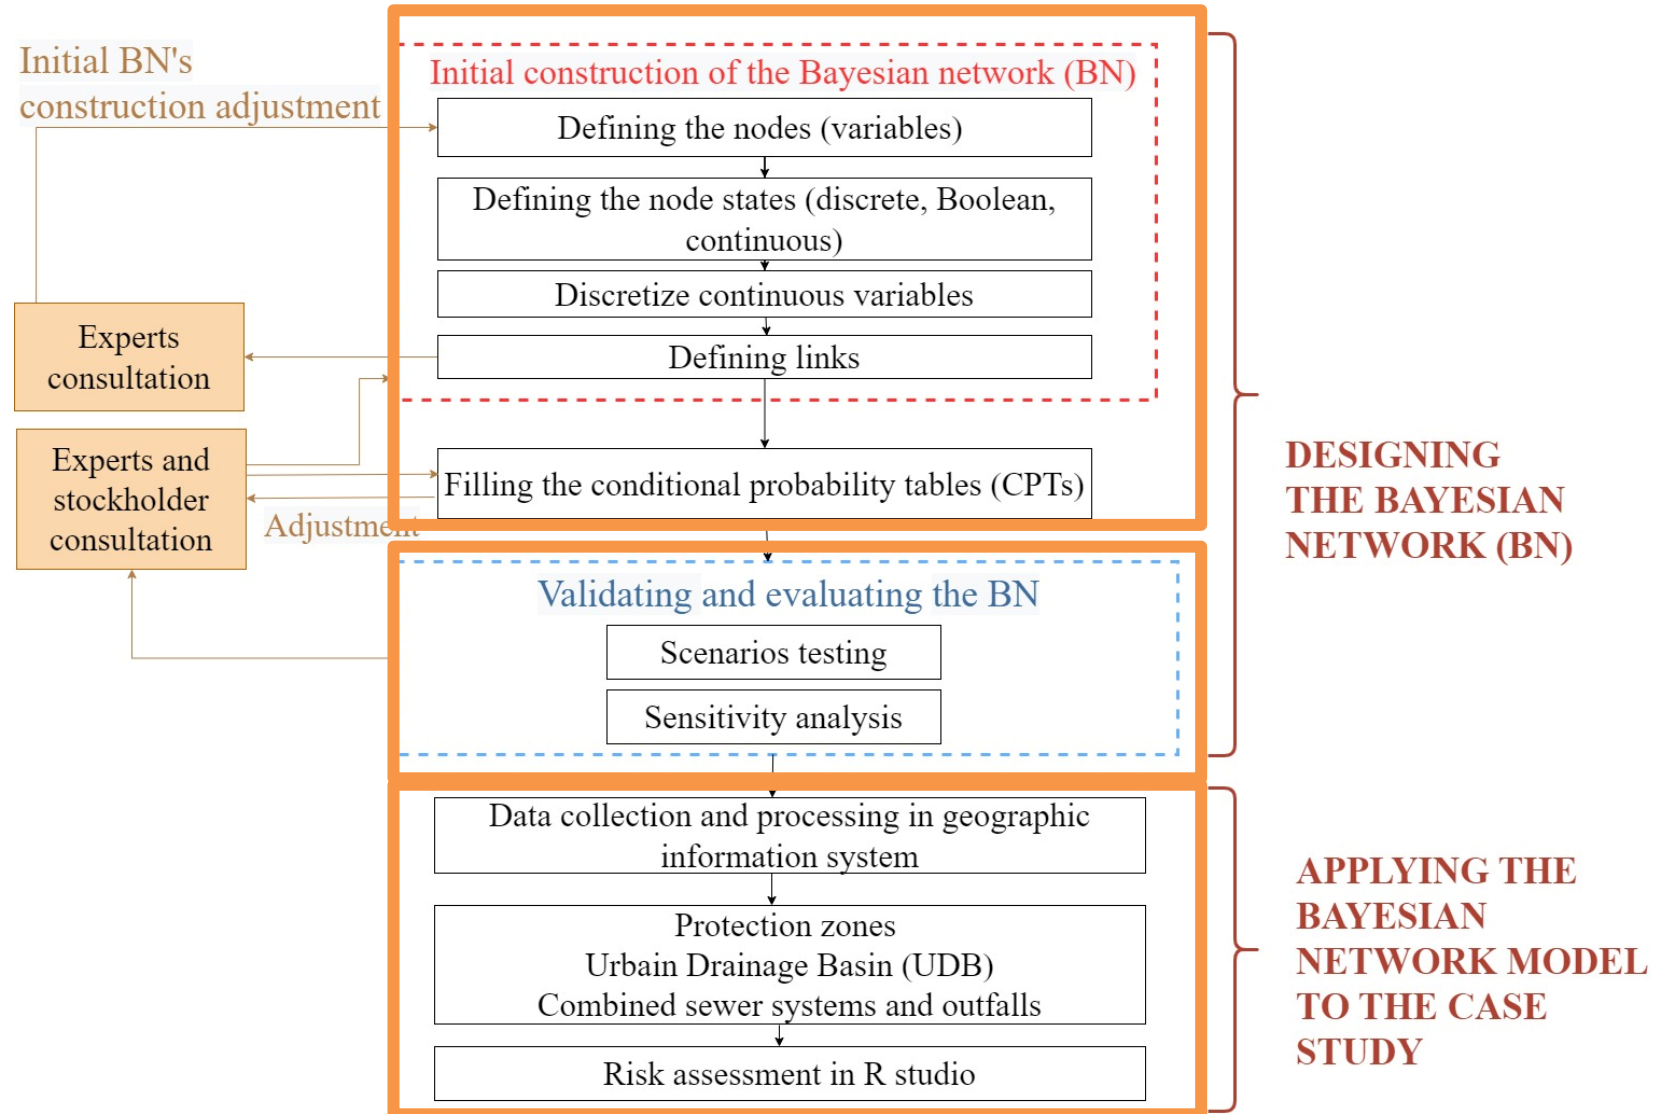 Initial BN's
construction adjustment
Initial construction of the Bayesian network (BN)
Defining the nodes (variables)
Defining the node states (discrete, Boolean,
continuous)
Discretize continuous variables
Defining links
Experts
consultation
Experts and
stockholder
consultation
Filling the conditional probability tables (CPTs)
Adjustment
DESIGNING
THE BAYESIAN
NETWORK (BN)
Validating and evaluating the BN
Scenarios testing
Sensitivity analysis
Data collection and processing in geographic
information system
Protection zones
Urbain Drainage Basin (UDB)
Combined sewer systems and outfalls
Risk assessment in R studio
APPLYING THE
BAYESIAN
NETWORK MODEL
TO THE CASE
STUDY